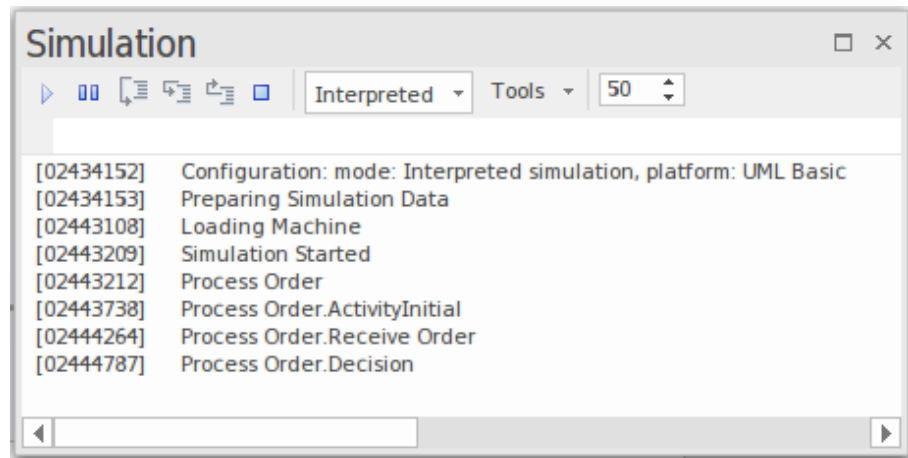 Simulation
Interpreted Tools 50
[02434152] Configuration: mode: Interpreted simulation, platform: UML Basic
[02434153] Preparing Simulation Data
[02443108] Loading Machine
[02443209] Simulation Started
[02443212] Process Order
[02443738] Process Order.ActivityInitial
[02444264] Process Order.Receive Order
[02444787] Process Order.Decision